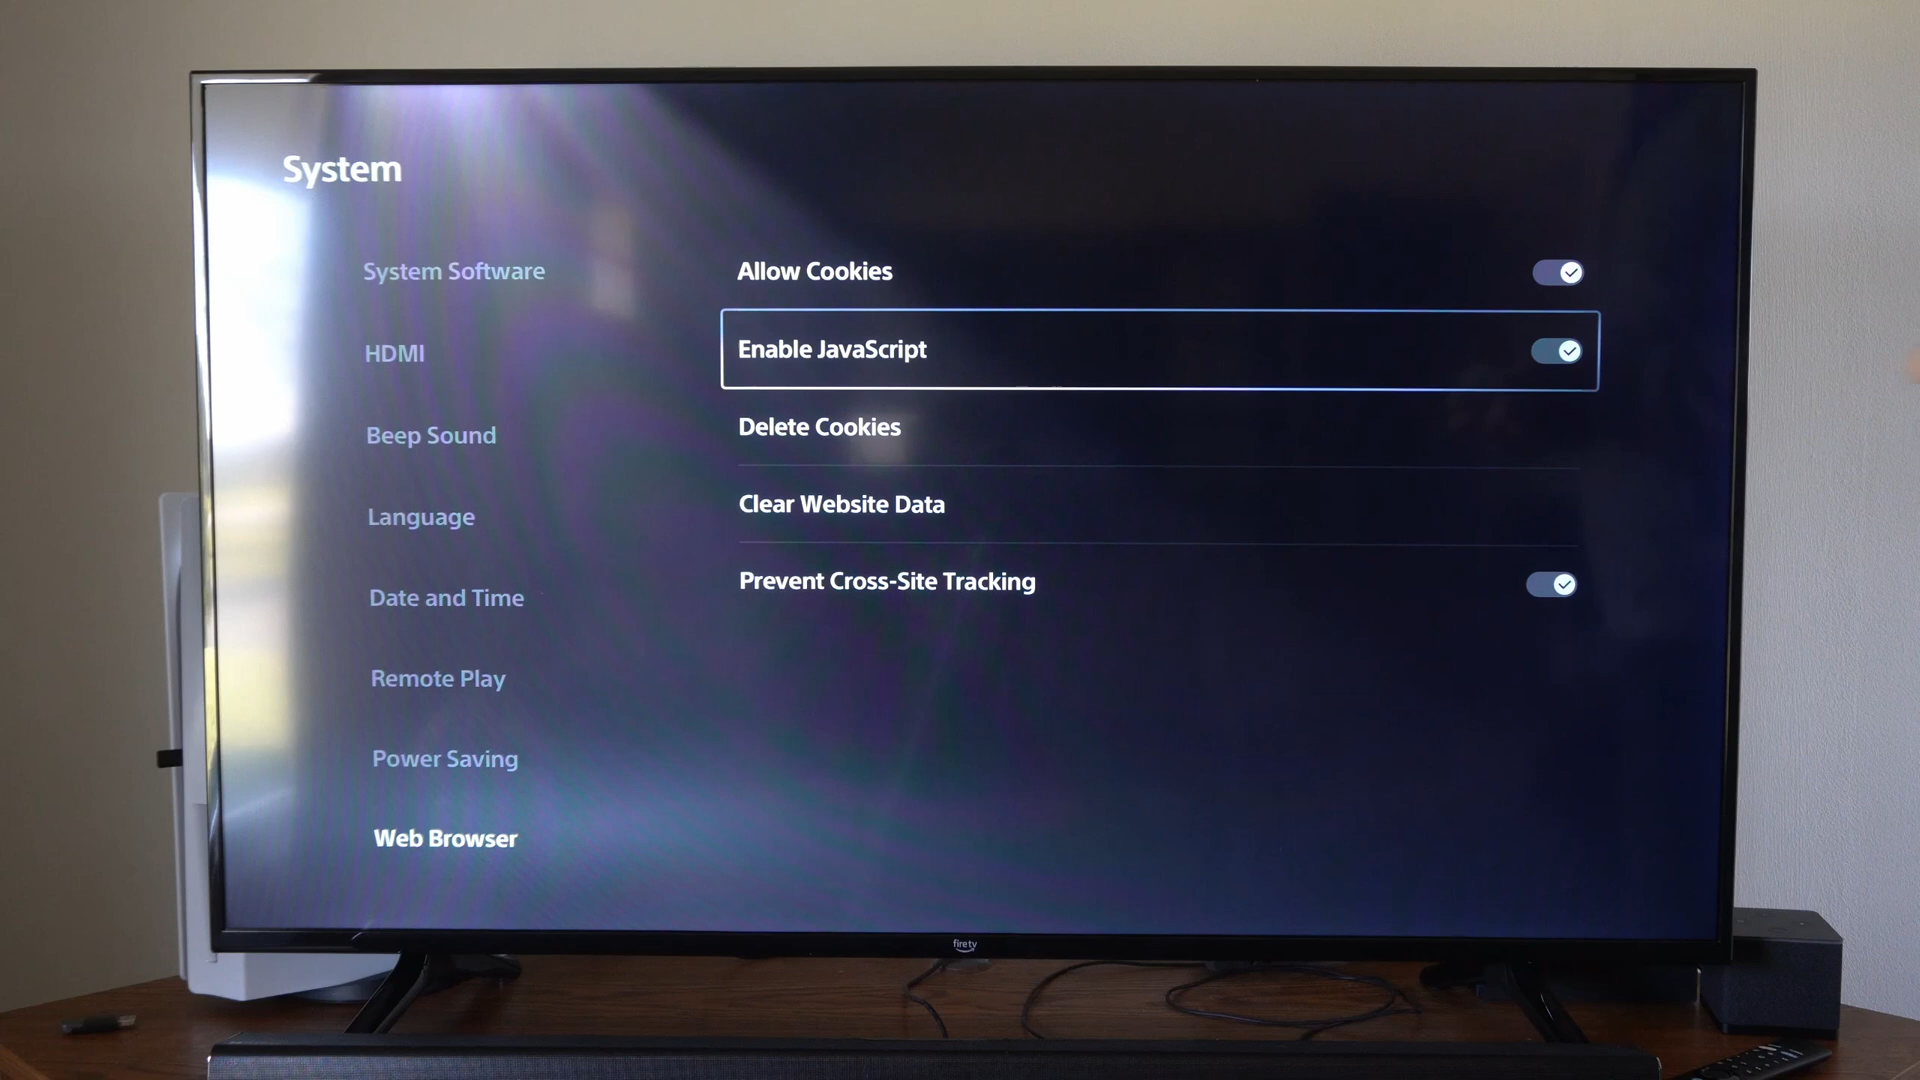 System
System Software
HDMI
Beep Sound
Language
Date and Time
Remote Play
Power Saving
Web Browser
Allow Cookies
Enable JavaScript
Delete Cookies
Clear Website Data
Prevent Cross-Site Tracking
firetv